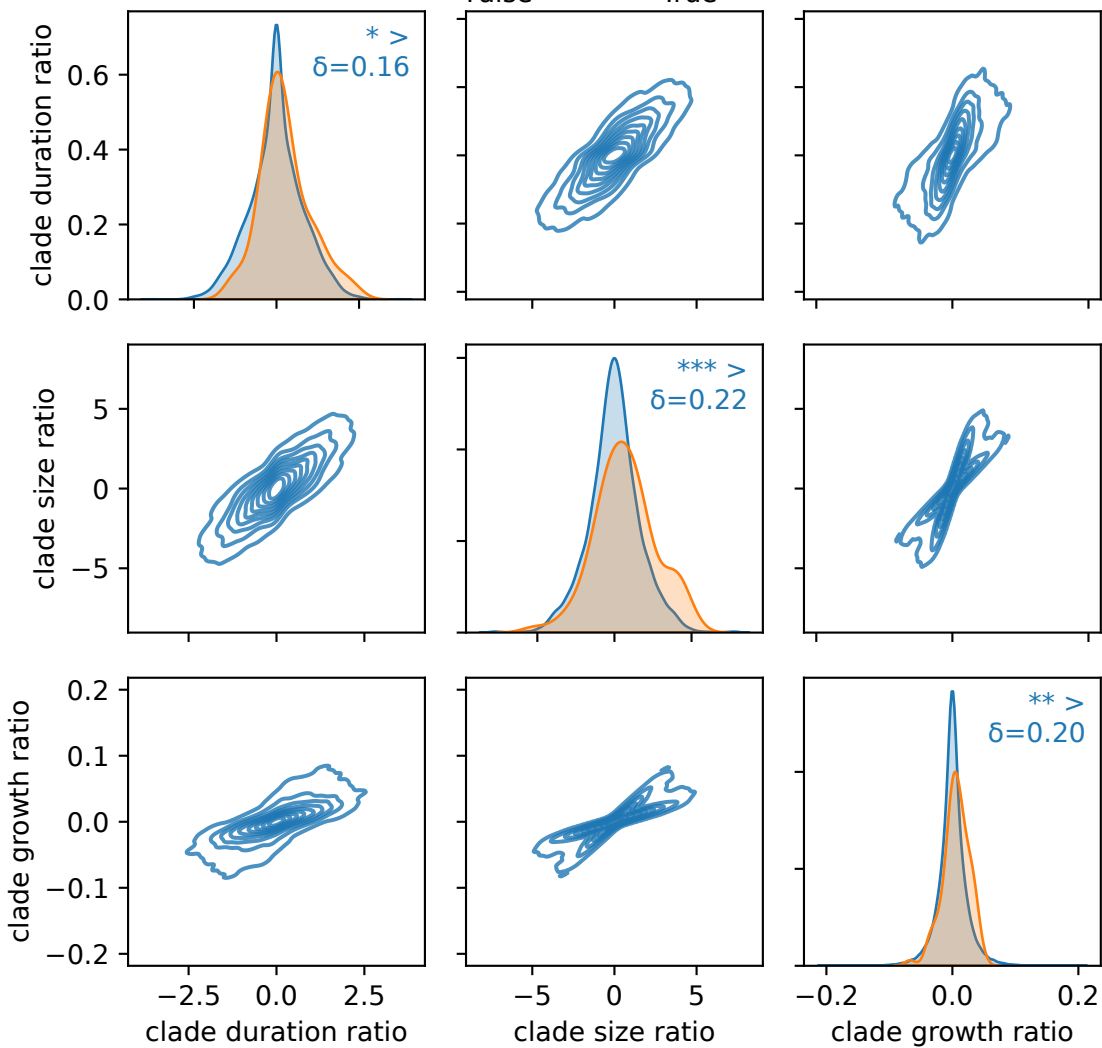 clade duration ratio
0.6
0.4
0.2
0.0
* >
δ=0.16
clade size ratio
5
0
−5
*** >
δ=0.22
clade growth ratio
0.2
0.1
0.0
−0.1
−0.2
** >
δ=0.20
−2.5 0.0 2.5
−5 0 5
−0.2 0.0 0.2
clade duration ratio
clade size ratio
clade growth ratio